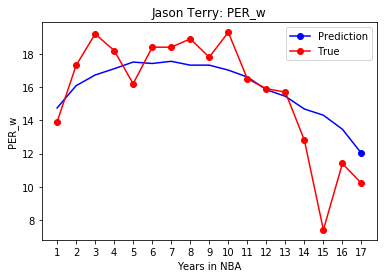 Jason Terry: PER_w
Prediction
True
18
16
14
12
10
8
PER_w
1 2 3 4 5 6 7 8 9 10 11 12 13 14 15 16 17
Years in NBA